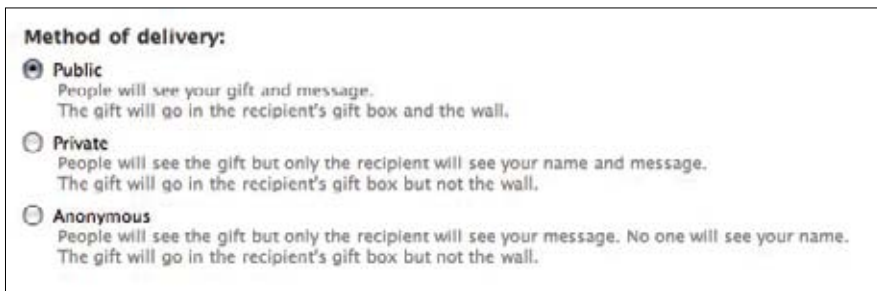 Method of delivery:
Public
People will see your gift and message.
The gift will go in the recipient's gift box and the wall.
Private
People will see the gift but only the recipient will see your name and message.
The gift will go in the recipient's gift box but not the wall.
Anonymous
People will see the gift but only the recipient will see your message. No one will see your name.
The gift will go in the recipient's gift box but not the wall.